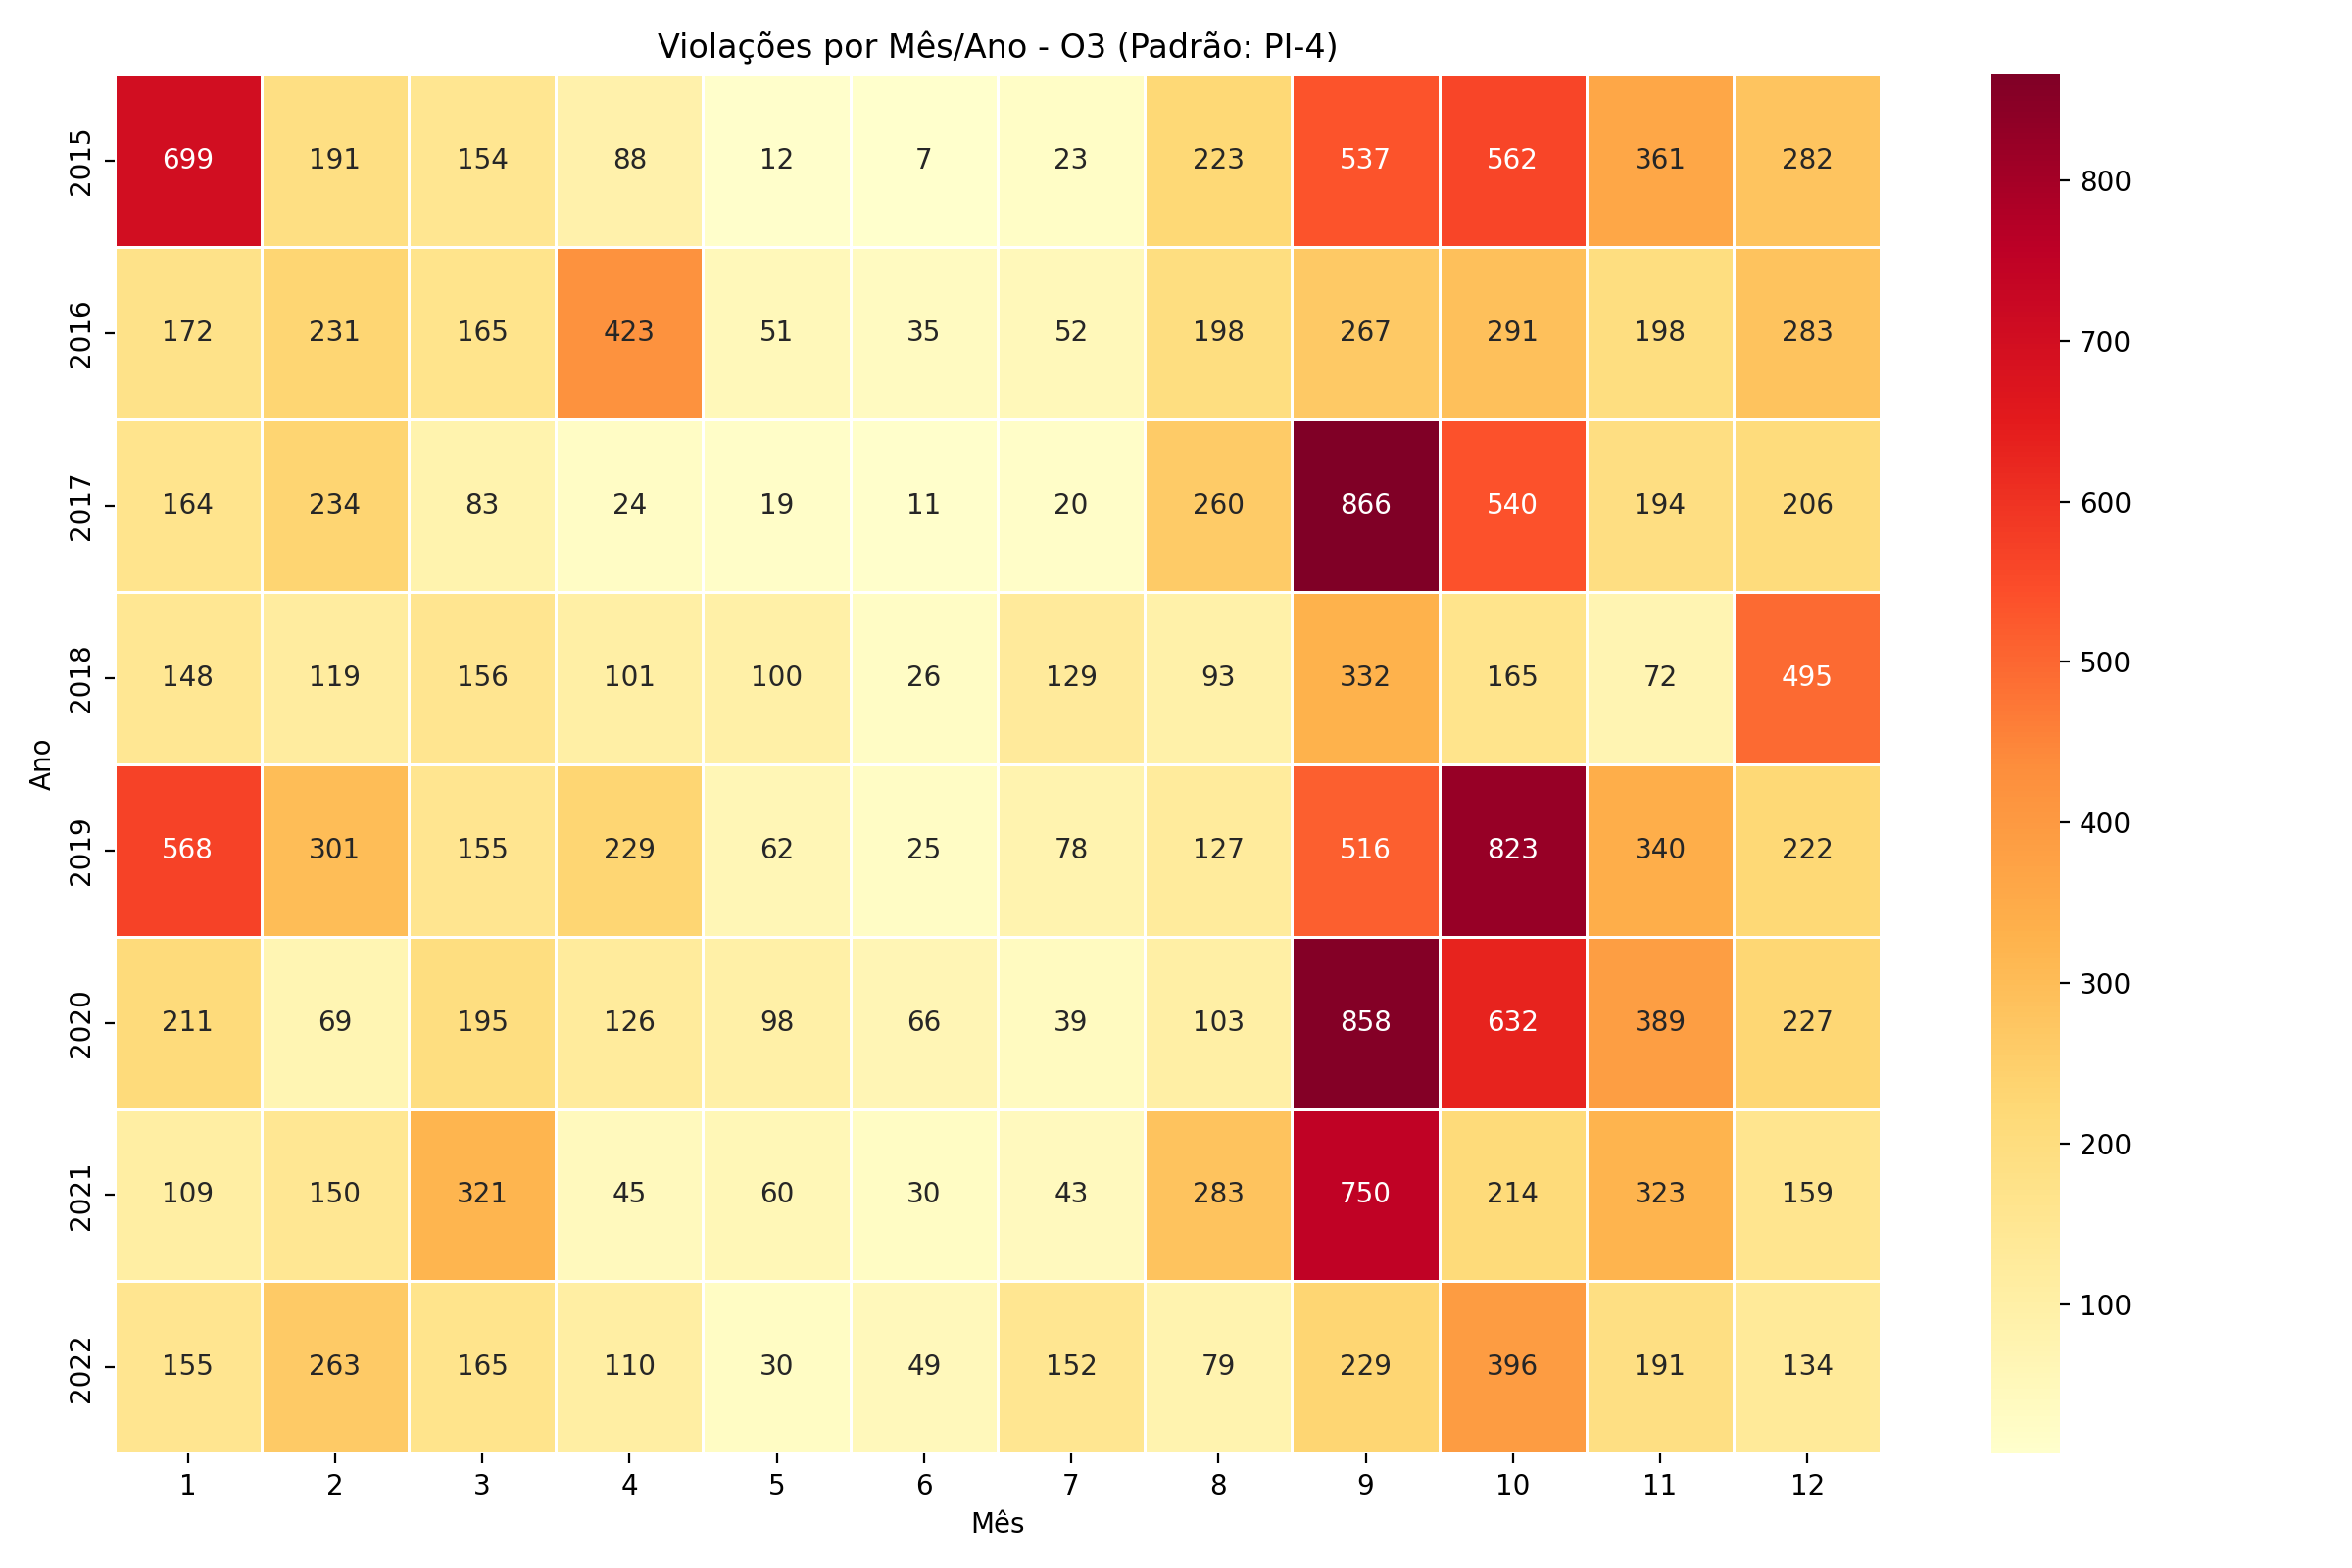 Violações por Mês/Ano - O3 (Padrão: PI-4)
Ano
2015 699 191 154 88 12 7 23 223 537 562 361 282
2016 172 231 165 423 51 35 52 198 267 291 198 283
2017 164 234 83 24 19 11 20 260 866 540 194 206
2018 148 119 156 101 100 26 129 93 332 165 72 495
2019 568 301 155 229 62 25 78 127 516 823 340 222
2020 211 69 195 126 98 66 39 103 858 632 389 227
2021 109 150 321 45 60 30 43 283 750 214 323 159
2022 155 263 165 110 30 49 152 79 229 396 191 134
1 2 3 4 5 6 7 8 9 10 11 12
Mês
800
700
600
500
400
300
200
100